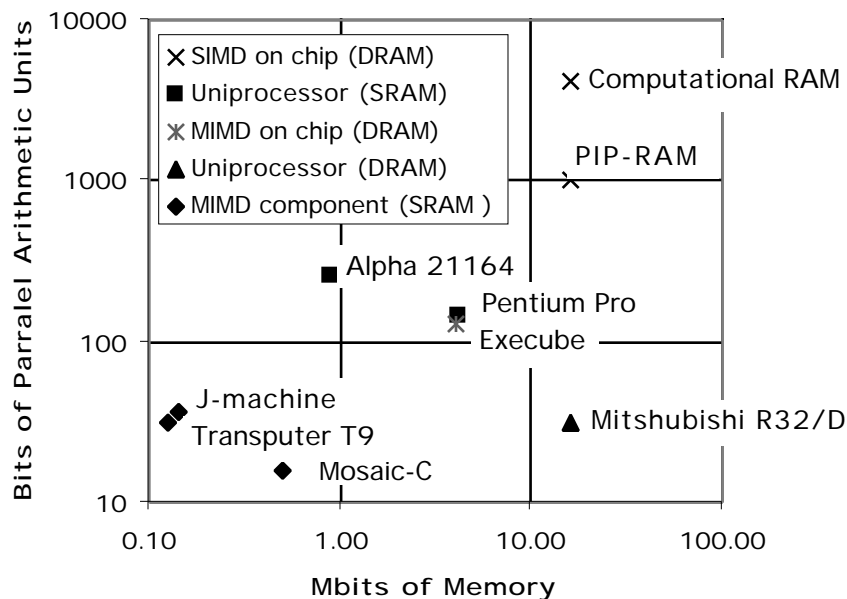 10000
SIMD on chip (DRAM)
Uniprocessor (SRAM)
MIMD on chip (DRAM)
Uniprocessor (DRAM)
MIMD component (SRAM )
Computational RAM
PIP-RAM
1000
Alpha 21164
Pentium Pro
Execube
100
J-machine
Transputer T9
Mitshubishi R32/D
Mosaic-C
10
0.10 1.00 10.00 100.00
Mbits of Memory
Bits of Parralel Arithmetic Units